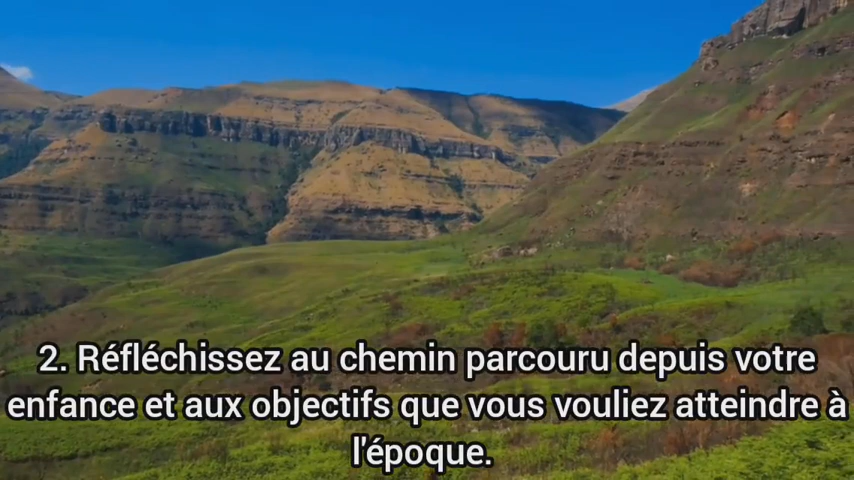 2. Réfléchissez au chemin parcouru depuis votre
enfance et aux objectifs que vous vouliez atteindre à
l'époque.